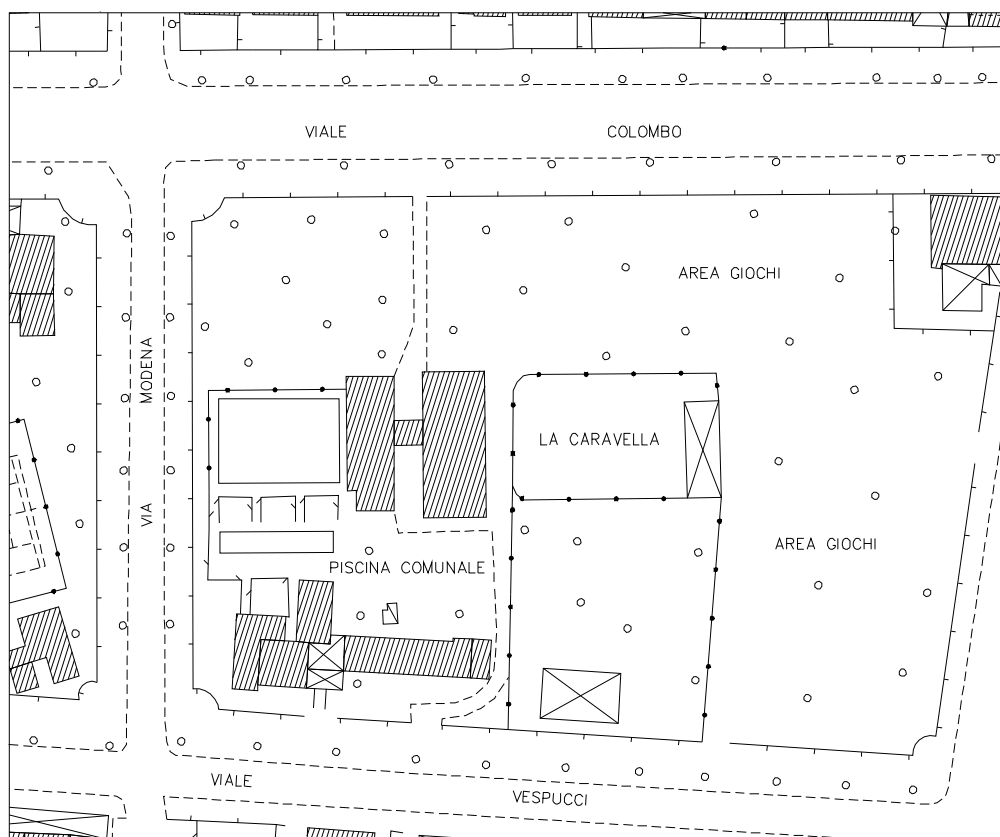 VIALE COLOMBO
AREA GIOCHI
VIA MODENA
LA CARAVELLA
AREA GIOCHI
PISCINA COMUNALE
VIALE VESPUCCI